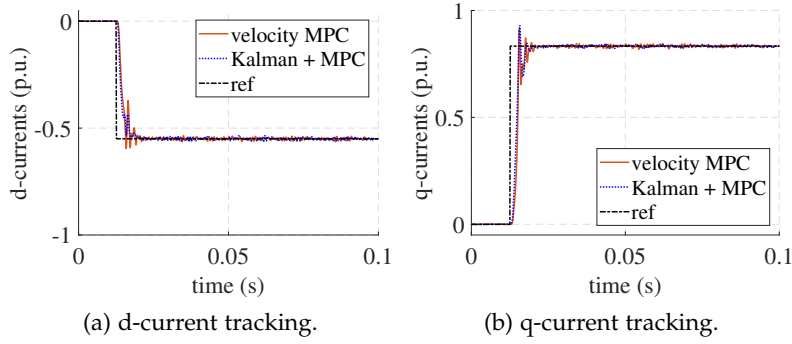 0
-0.5
-1
d-currents (p.u.)
velocity MPC
Kalman + MPC
ref
0
0.05
0.1
time (s)
(a) d-current tracking.
1
0.5
0
q-currents (p.u.)
velocity MPC
Kalman + MPC
ref
0
0.05
0.1
time (s)
(b) q-current tracking.